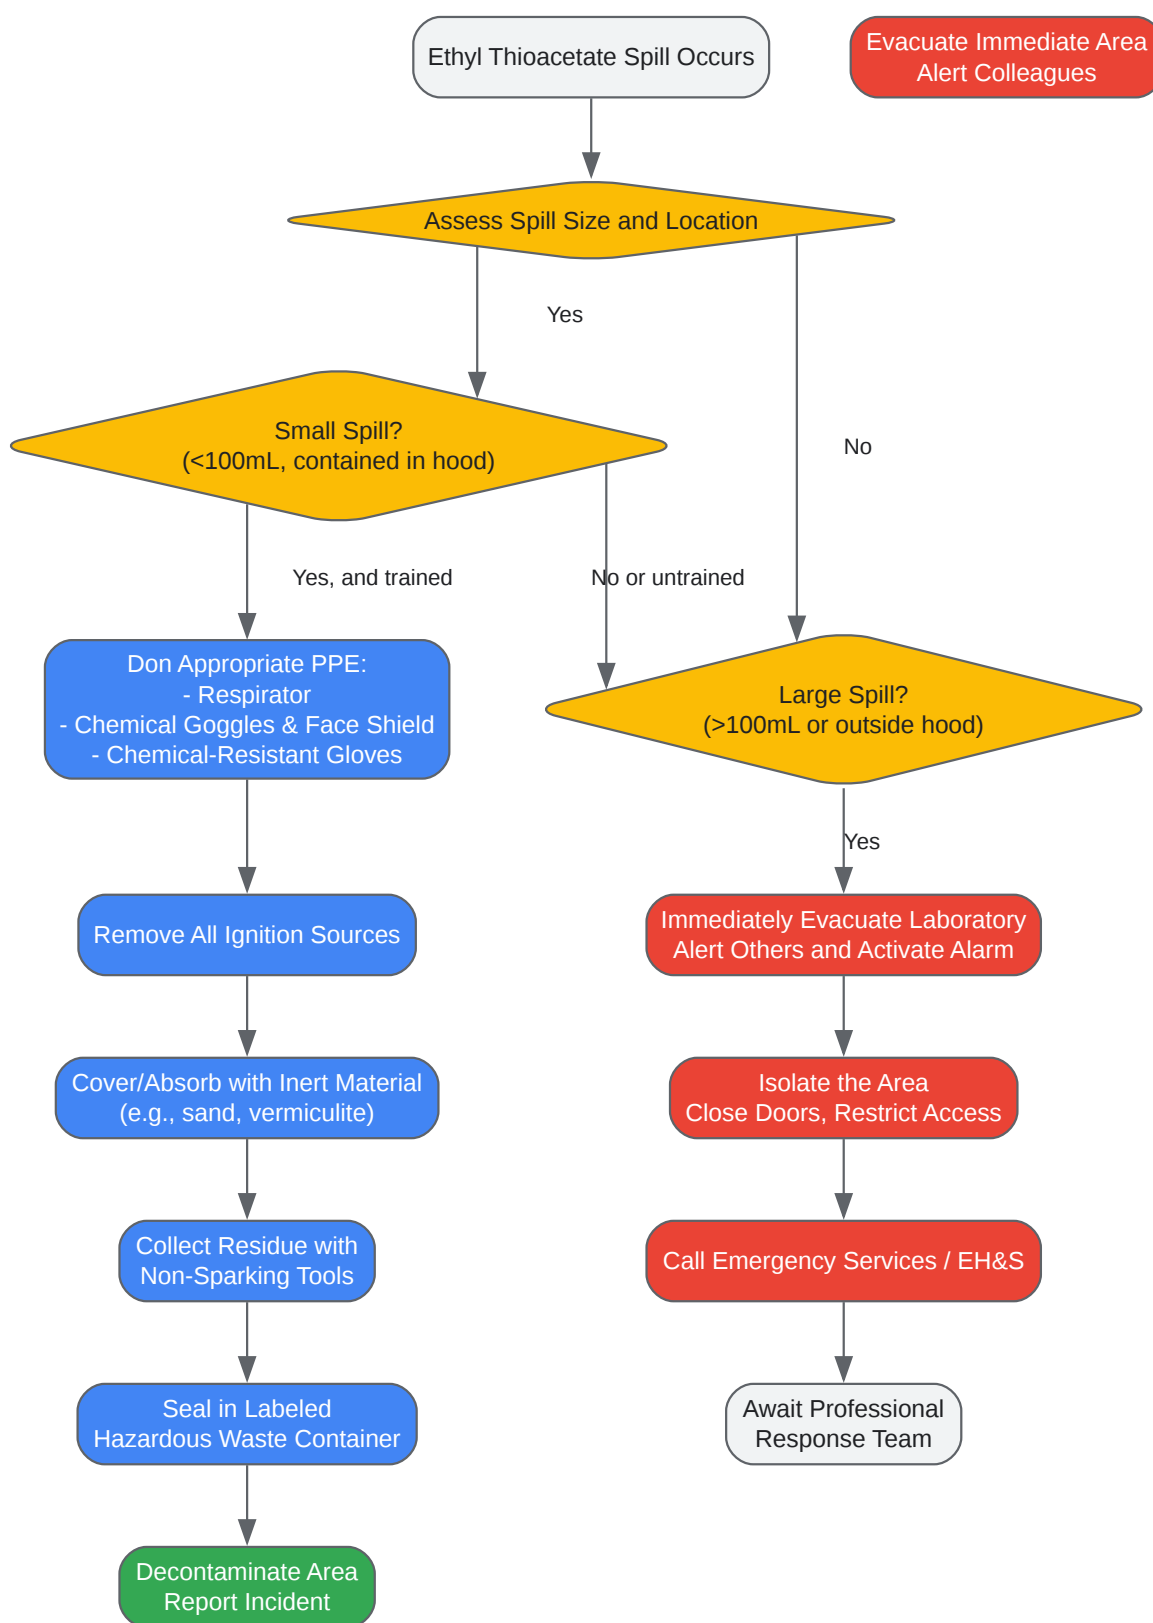 Ethyl Thioacetate Spill Occurs
Evacuate Immediate Area
Alert Colleagues
Assess Spill Size and Location
Yes
No
Small Spill?
(<100mL, contained in hood)
Yes, and trained
No or untrained
Don Appropriate PPE:
- Respirator
- Chemical Goggles & Face Shield
- Chemical-Resistant Gloves
Large Spill?
(>100mL or outside hood)
Yes
Remove All Ignition Sources
Immediately Evacuate Laboratory
Alert Others and Activate Alarm
Cover/Absorb with Inert Material
(e.g., sand, vermiculite)
Isolate the Area
Close Doors, Restrict Access
Collect Residue with
Non-Sparking Tools
Call Emergency Services / EH&S
Seal in Labeled
Hazardous Waste Container
Await Professional
Response Team
Decontaminate Area
Report Incident